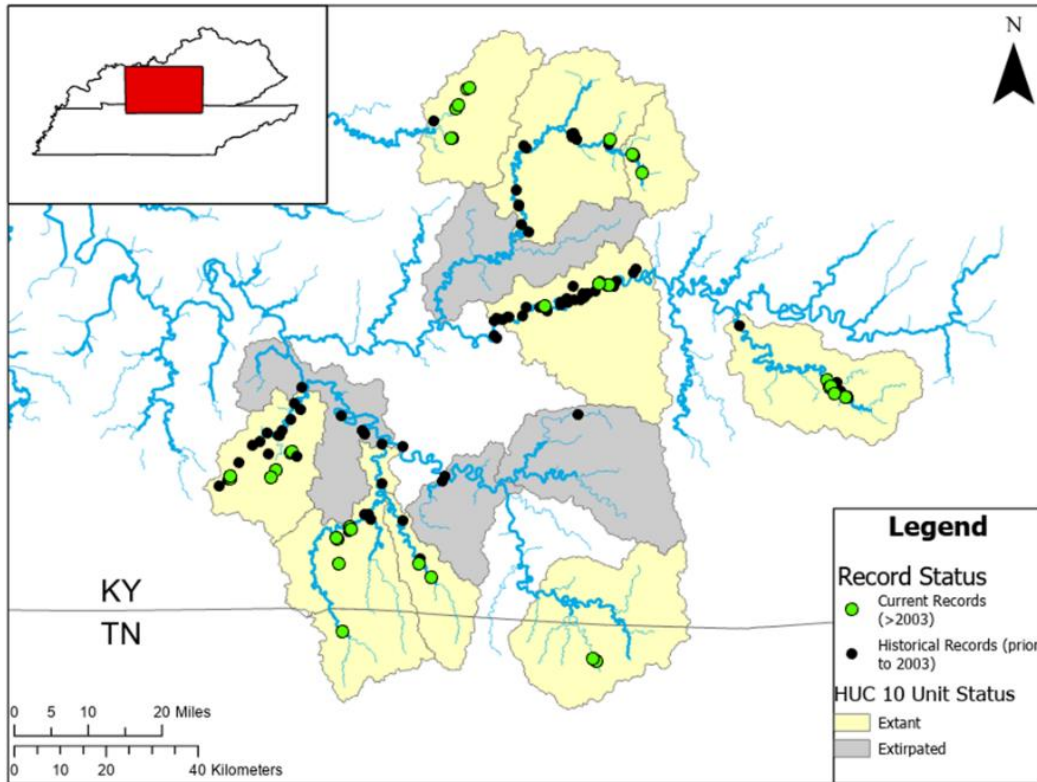 N
KY
TN
0 5 10 20 Miles
0 10 20 40 Kilometers
Legend
Record Status
Current Records
(>2003)
Historical Records (prior
to 2003)
HUC 10 Unit Status
Extant
Extirpated